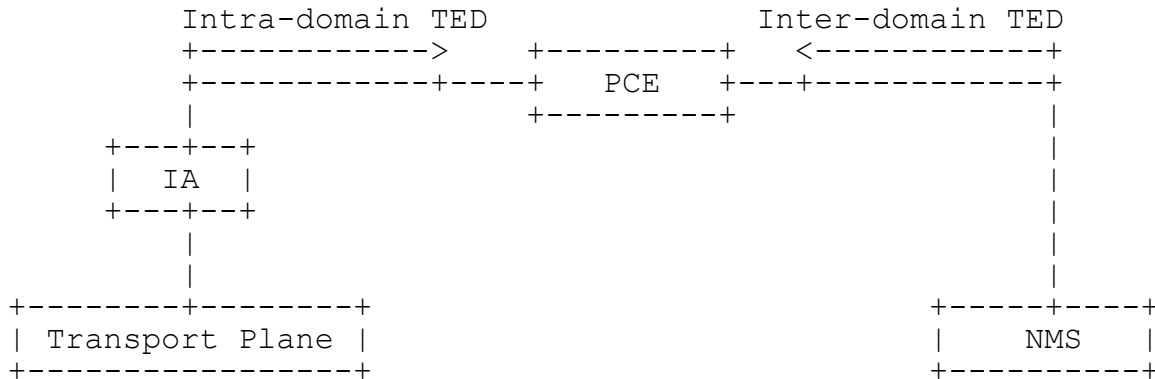 Intra-domain TED Inter-domain TED
PCE
IA
Transport Plane NMS